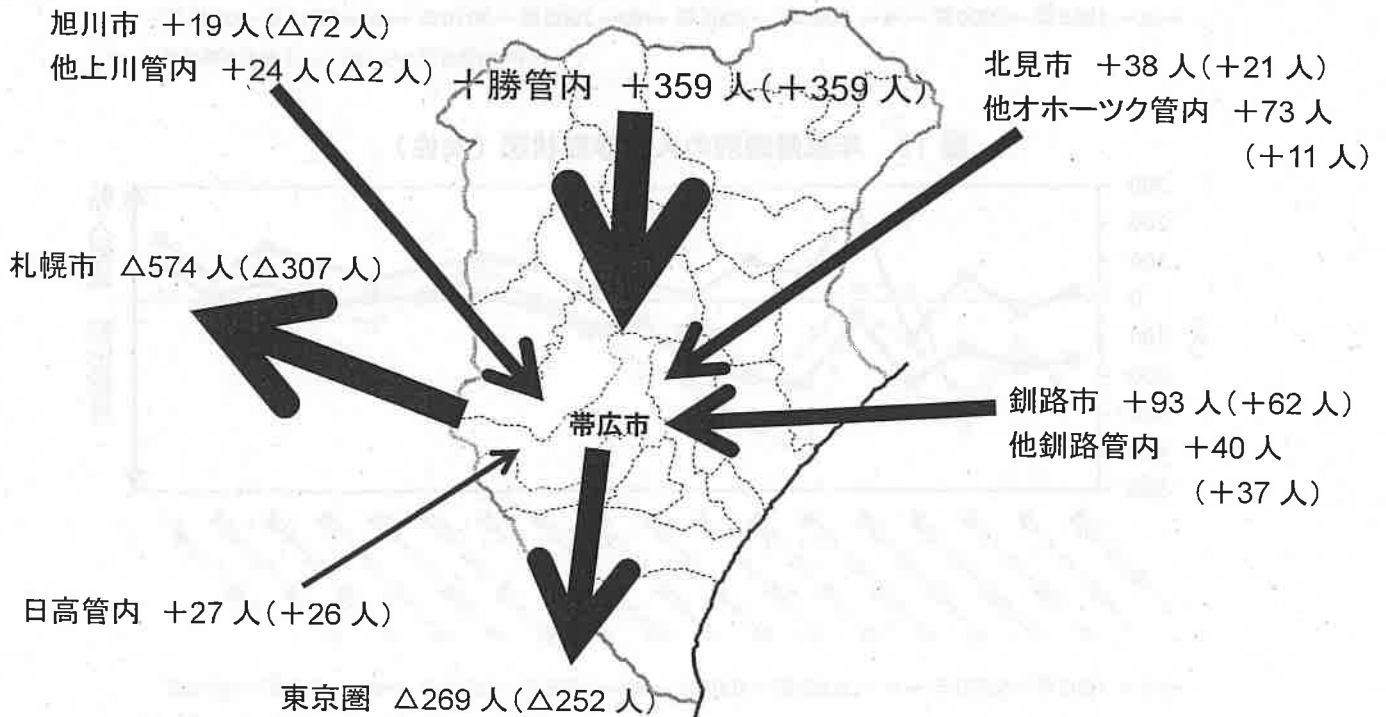 旭川市 +19人(△72人)
他上川管内 +24人(△2人)
十勝管内 +359人(+359人)
北見市 +38人(+21人)
他オホーツク管内 +73人
(+11人)
札幌市 △574人(△307人)
帯広市
釧路市 +93人(+62人)
他釧路管内 +40人
(+37人)
日高管内 +27人(+26人)
東京圏 △269人(△252人)